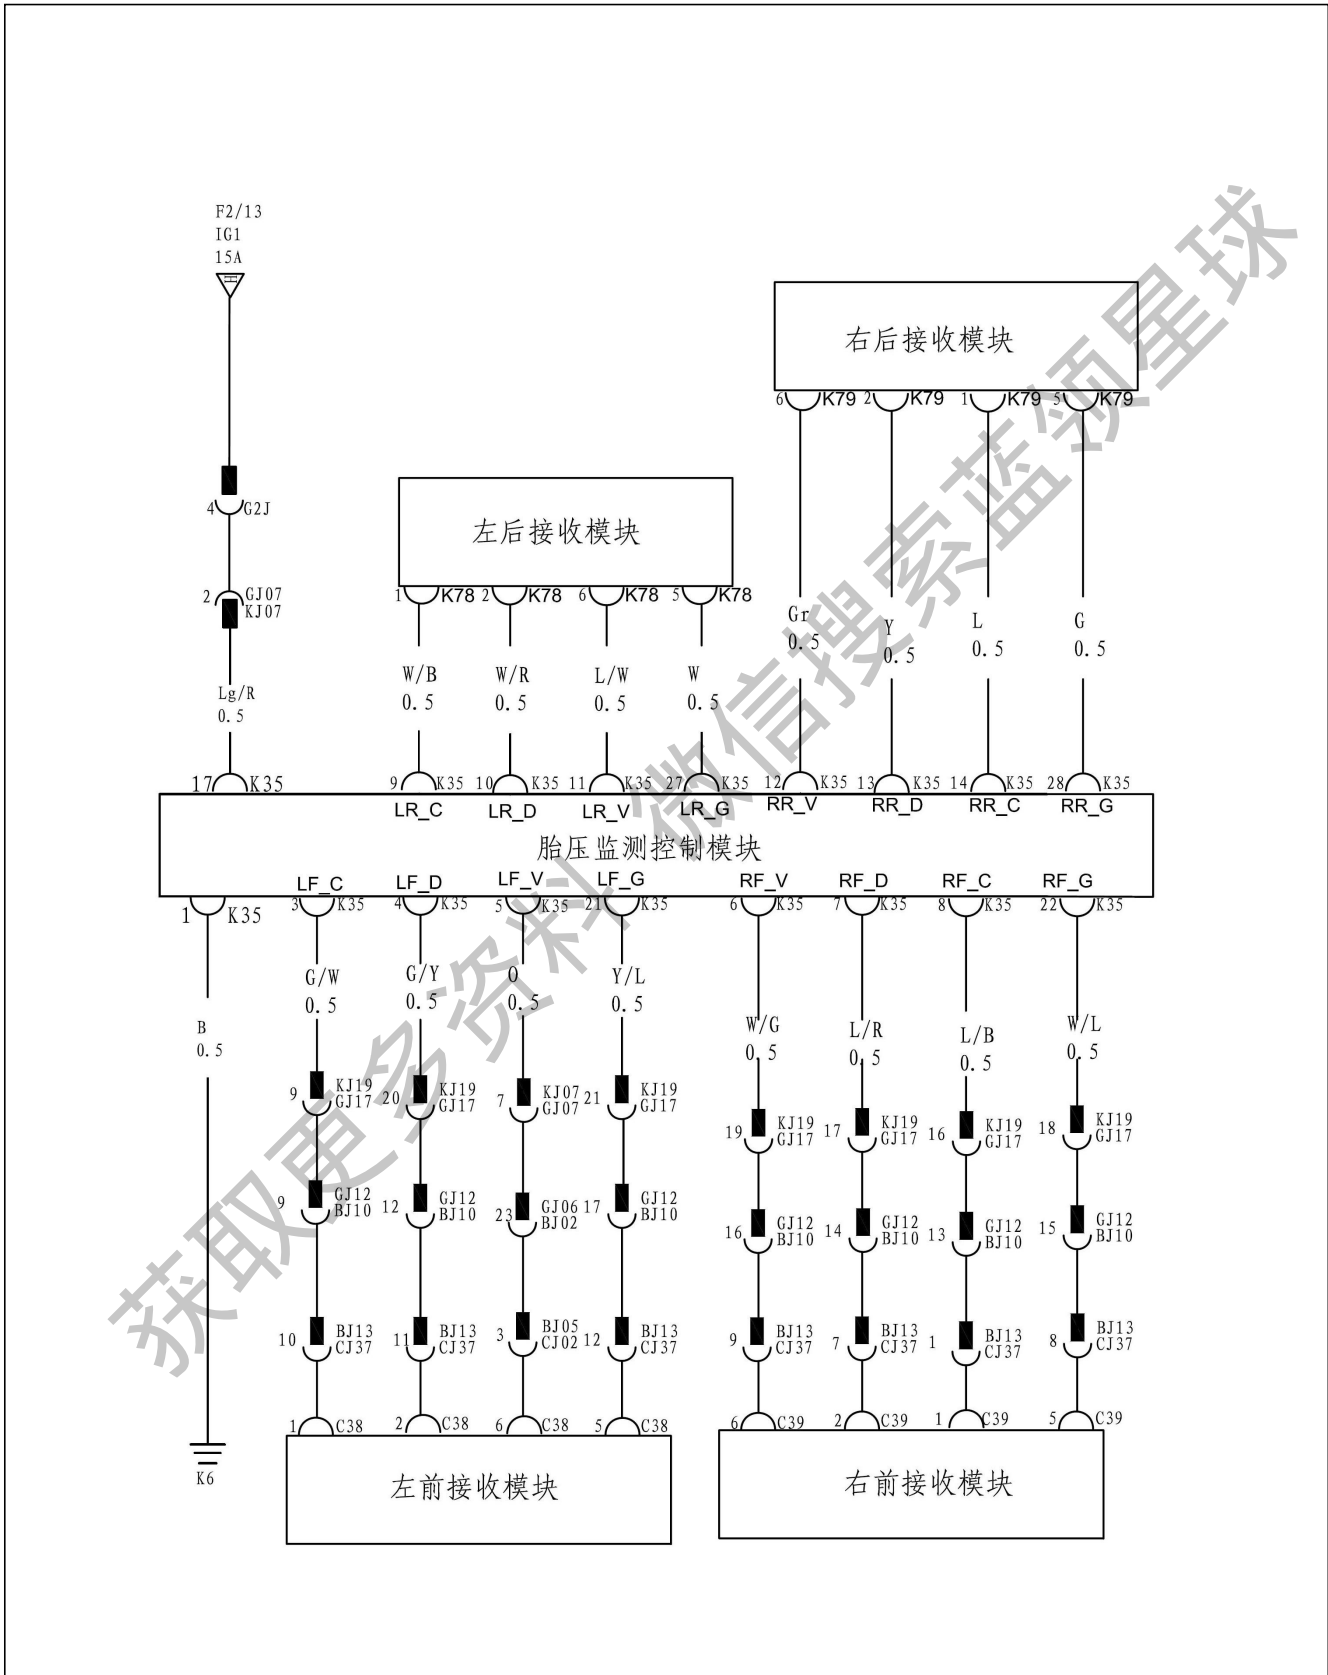 F2/13
IG1
15A
H
右后接收模块
6 K79 2 K79 1 K79 5 K79
4 G2J
左后接收模块
2 GJ07
KJ07
1 K78 2 K78 6 K78 5 K78
Gr
0.5
Y
0.5
L
0.5
G
0.5
Lg/R
0.5
W/B
0.5
W/R
0.5
L/W
0.5
W
0.5
17 K35 9 K35 10 K35 11 K35 27 K35 12 K35 13 K35 14 K35 28 K35
LR_C LR_D LR_V LR_G RR_V RR_D RR_C RR_G
胎压监测控制模块
LF_C LF_D LF_V LF_G RF_V RF_D RF_C RF_G
1 K35 3 K35 4 K35 5 K35 21 K35 6 K35 7 K35 8 K35 22 K35
B
0.5
G/W
0.5
G/Y
0.5
O
0.5
Y/L
0.5
W/G
0.5
L/R
0.5
L/B
0.5
W/L
0.5
9 KJ19
GJ17
20 KJ19
GJ17
7 KJ07
GJ07
21 KJ19
GJ17
19 KJ19
GJ17
17 KJ19
GJ17
16 KJ19
GJ17
18 KJ19
GJ17
9 GJ12
BJ10
12 GJ12
BJ10
23 GJ06
BJ02
17 GJ12
BJ10
16 GJ12
BJ10
14 GJ12
BJ10
13 GJ12
BJ10
15 GJ12
BJ10
10 BJ13
CJ37
11 BJ13
CJ37
3 BJ05
CJ02
12 BJ13
CJ37
9 BJ13
CJ37
7 BJ13
CJ37
1 BJ13
CJ37
8 BJ13
CJ37
1 C38 2 C38 6 C38 5 C38 6 C39 2 C39 1 C39 5 C39
K6
左前接收模块
右前接收模块
获取更多资料 微信搜索蓝领星球